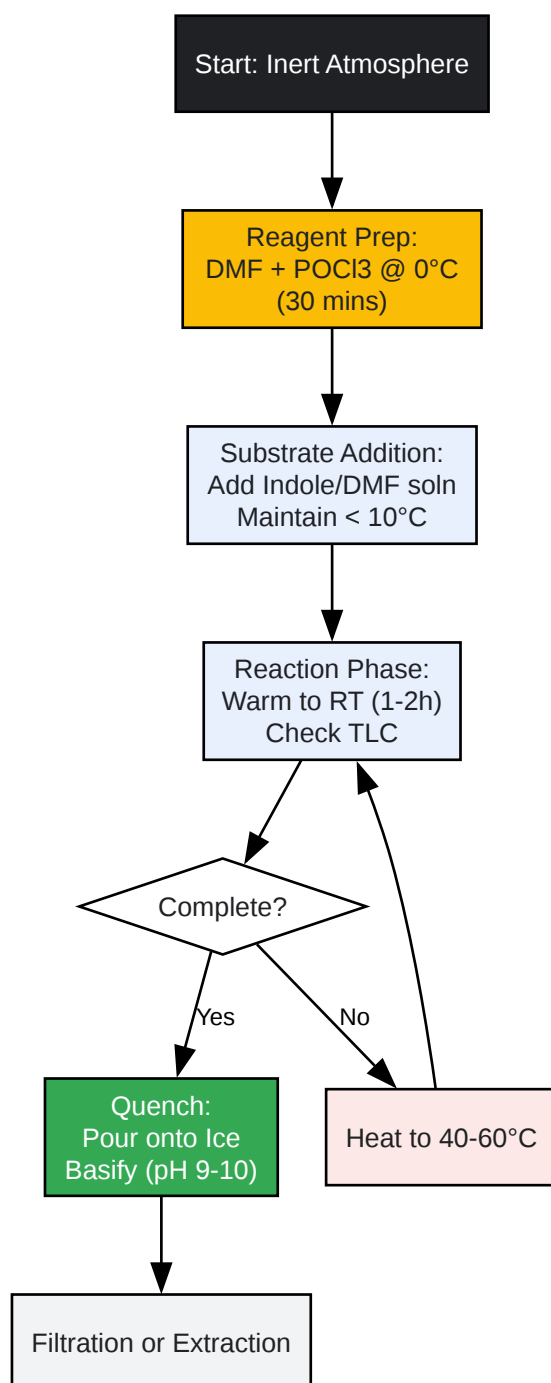 Start: Inert Atmosphere
Reagent Prep:
DMF + POCl3 @ 0°C
(30 mins)
Substrate Addition:
Add Indole/DMF soln
Maintain < 10°C
Reaction Phase:
Warm to RT (1-2h)
Check TLC
Complete?
Yes
No
Quench:
Pour onto Ice
Basify (pH 9-10)
Heat to 40-60°C
Filtration or Extraction